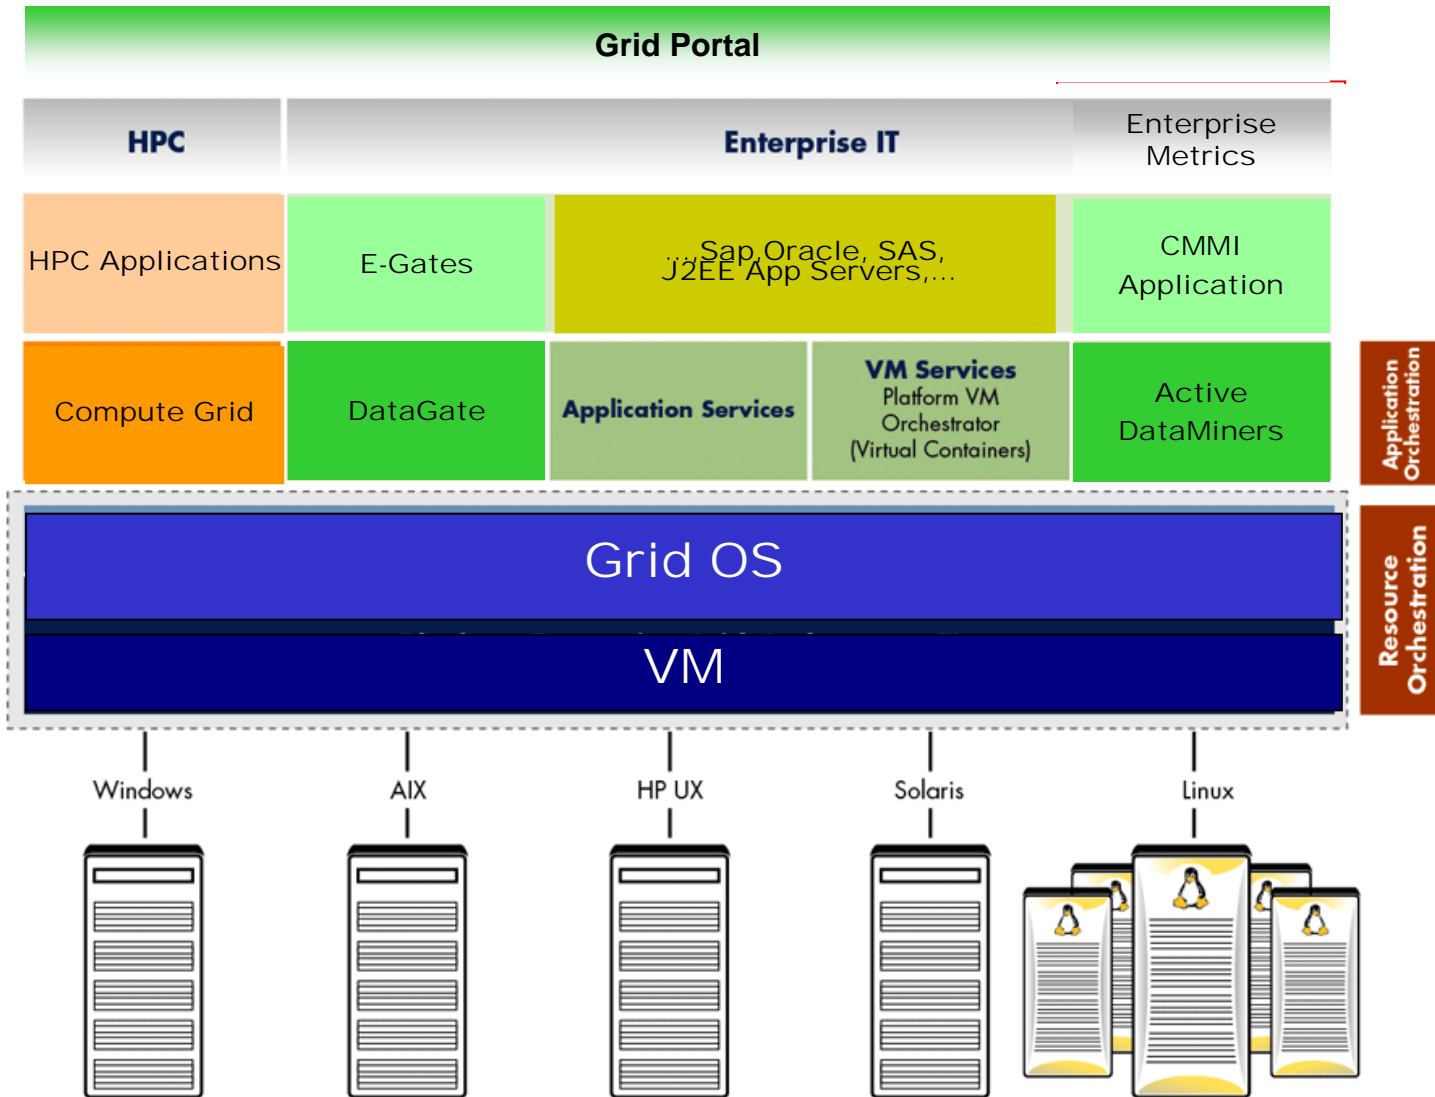 Grid Portal
HPC
Enterprise IT
Enterprise
Metrics
HPC Applications
E-Gates
...,Sap,Oracle, SAS,
J2EE App Servers,...
CMMI
Application
Compute Grid
DataGate
Application Services
VM Services
Platform VM
Orchestrator
(Virtual Containers)
Active
DataMiners
Application
Orchestration
Grid OS
VM
Resource
Orchestration
Windows
AIX
HP UX
Solaris
Linux